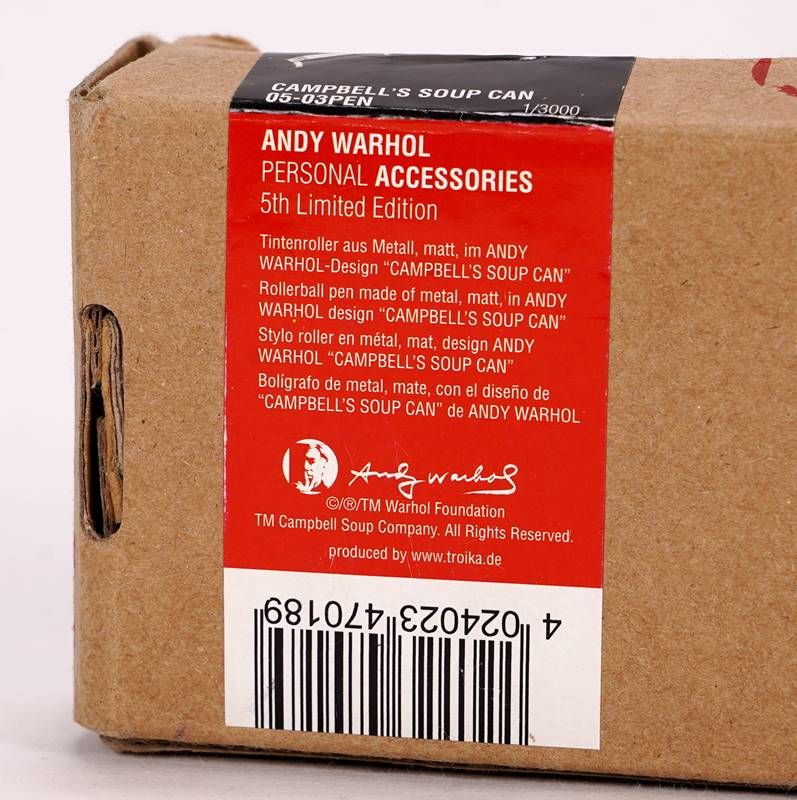 CAMPBELL'S SOUP CAN
05-03PEN 1/3000
ANDY WARHOL
PERSONAL ACCESSORIES
5th Limited Edition
Tintenroller aus Metall, matt, im ANDY
WARHOL-Design "CAMPBELL'S SOUP CAN"
Rollerball pen made of metal, matt, in ANDY
WARHOL design "CAMPBELL'S SOUP CAN"
Stylo roller en métal, mat, design ANDY
WARHOL "CAMPBELL'S SOUP CAN"
Bolígrafo de metal, mate, con el diseño de
"CAMPBELL'S SOUP CAN" de ANDY WARHOL
Andy Warhol
©/®/TM Warhol Foundation
TM Campbell Soup Company. All Rights Reserved.
produced by www.troika.de
4 024023 470189